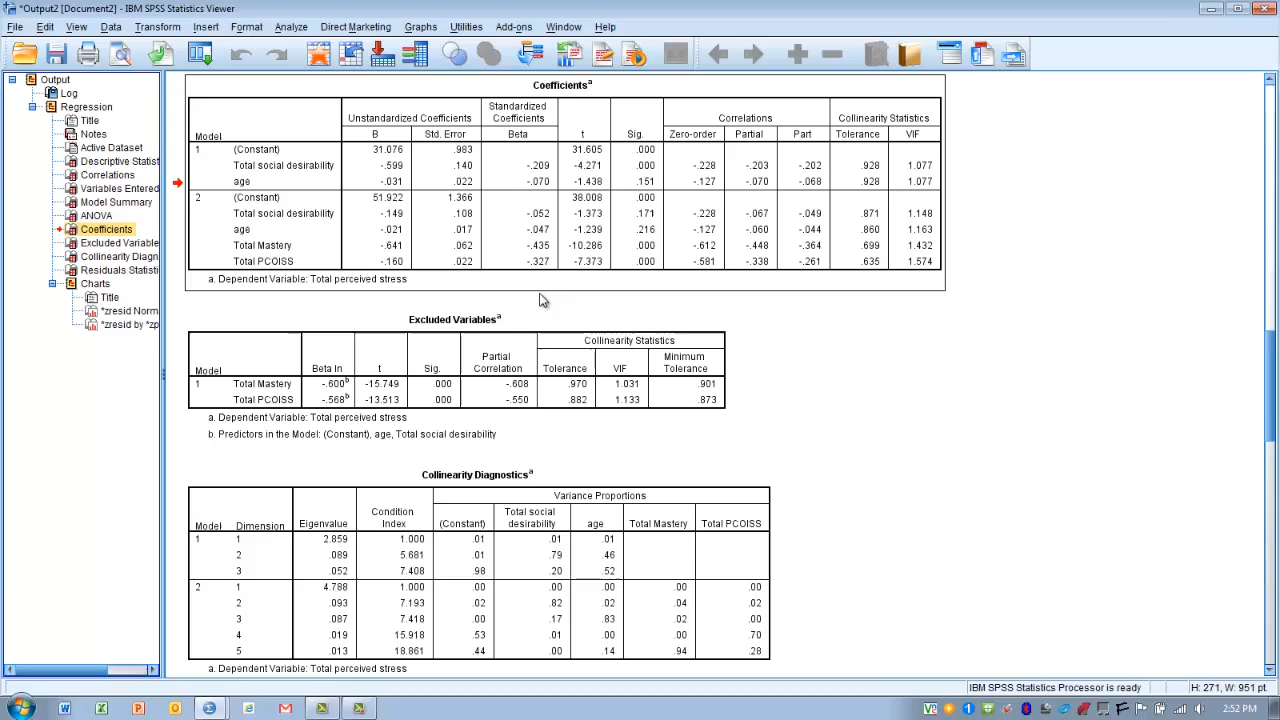 *Output2 [Document2] - IBM SPSS Statistics Viewer
File Edit View Data Transform Insert Format Analyze Direct Marketing Graphs Utilities Add-ons Window Help
Output
Log
Regression
Title
Notes
Active Dataset
Descriptive Statist
Correlations
Variables Entered
Model Summary
ANOVA
Coefficients
Excluded Variable
Collinearity Diagn
Residuals Statisti
Charts
Title
*zresid Norm
*zresid by *zp
Coefficientsa
Model Unstandardized Coefficients Standardized Coefficients t Sig. Correlations Collinearity Statistics
B Std. Error Beta Zero-order Partial Part Tolerance VIF
1 (Constant) 31.076 .983 31.605 .000
Total social desirability -.599 .140 -.209 -4.271 .000 -.228 -.203 -.202 .928 1.077
age -.031 .022 -.070 -1.438 .151 -.127 -.070 -.068 .928 1.077
2 (Constant) 51.922 1.366 38.008 .000
Total social desirability -.149 .108 -.052 -1.373 .171 -.228 -.067 -.049 .871 1.148
age -.021 .017 -.047 -1.239 .216 -.127 -.060 -.044 .860 1.163
Total Mastery -.641 .062 -.435 -10.286 .000 -.612 -.448 -.364 .699 1.432
Total PCOISS -.160 .022 -.327 -7.373 .000 -.581 -.338 -.261 .635 1.574
a. Dependent Variable: Total perceived stress
Excluded Variablesa
Model Beta In t Sig. Partial Correlation Collinearity Statistics
Tolerance VIF Minimum Tolerance
1 Total Mastery -.600b -15.749 .000 -.608 .970 1.031 .901
Total PCOISS -.568b -13.513 .000 -.550 .882 1.133 .873
a. Dependent Variable: Total perceived stress
b. Predictors in the Model: (Constant), age, Total social desirability
Collinearity Diagnosticsa
Model Dimension Eigenvalue Condition Index Variance Proportions
(Constant) Total social desirability age Total Mastery Total PCOISS
1 1 2.859 1.000 .01 .01 .01
2 .089 5.681 .01 .79 .46
3 .052 7.408 .98 .20 .52
2 1 4.788 1.000 .00 .00 .00 .00 .00
2 .093 7.193 .02 .82 .02 .04 .02
3 .087 7.418 .00 .17 .83 .02 .00
4 .019 15.918 .53 .01 .00 .00 .70
5 .013 18.861 .44 .00 .14 .94 .28
a. Dependent Variable: Total perceived stress
IBM SPSS Statistics Processor is ready H: 271, W: 951 pt.
2:52 PM